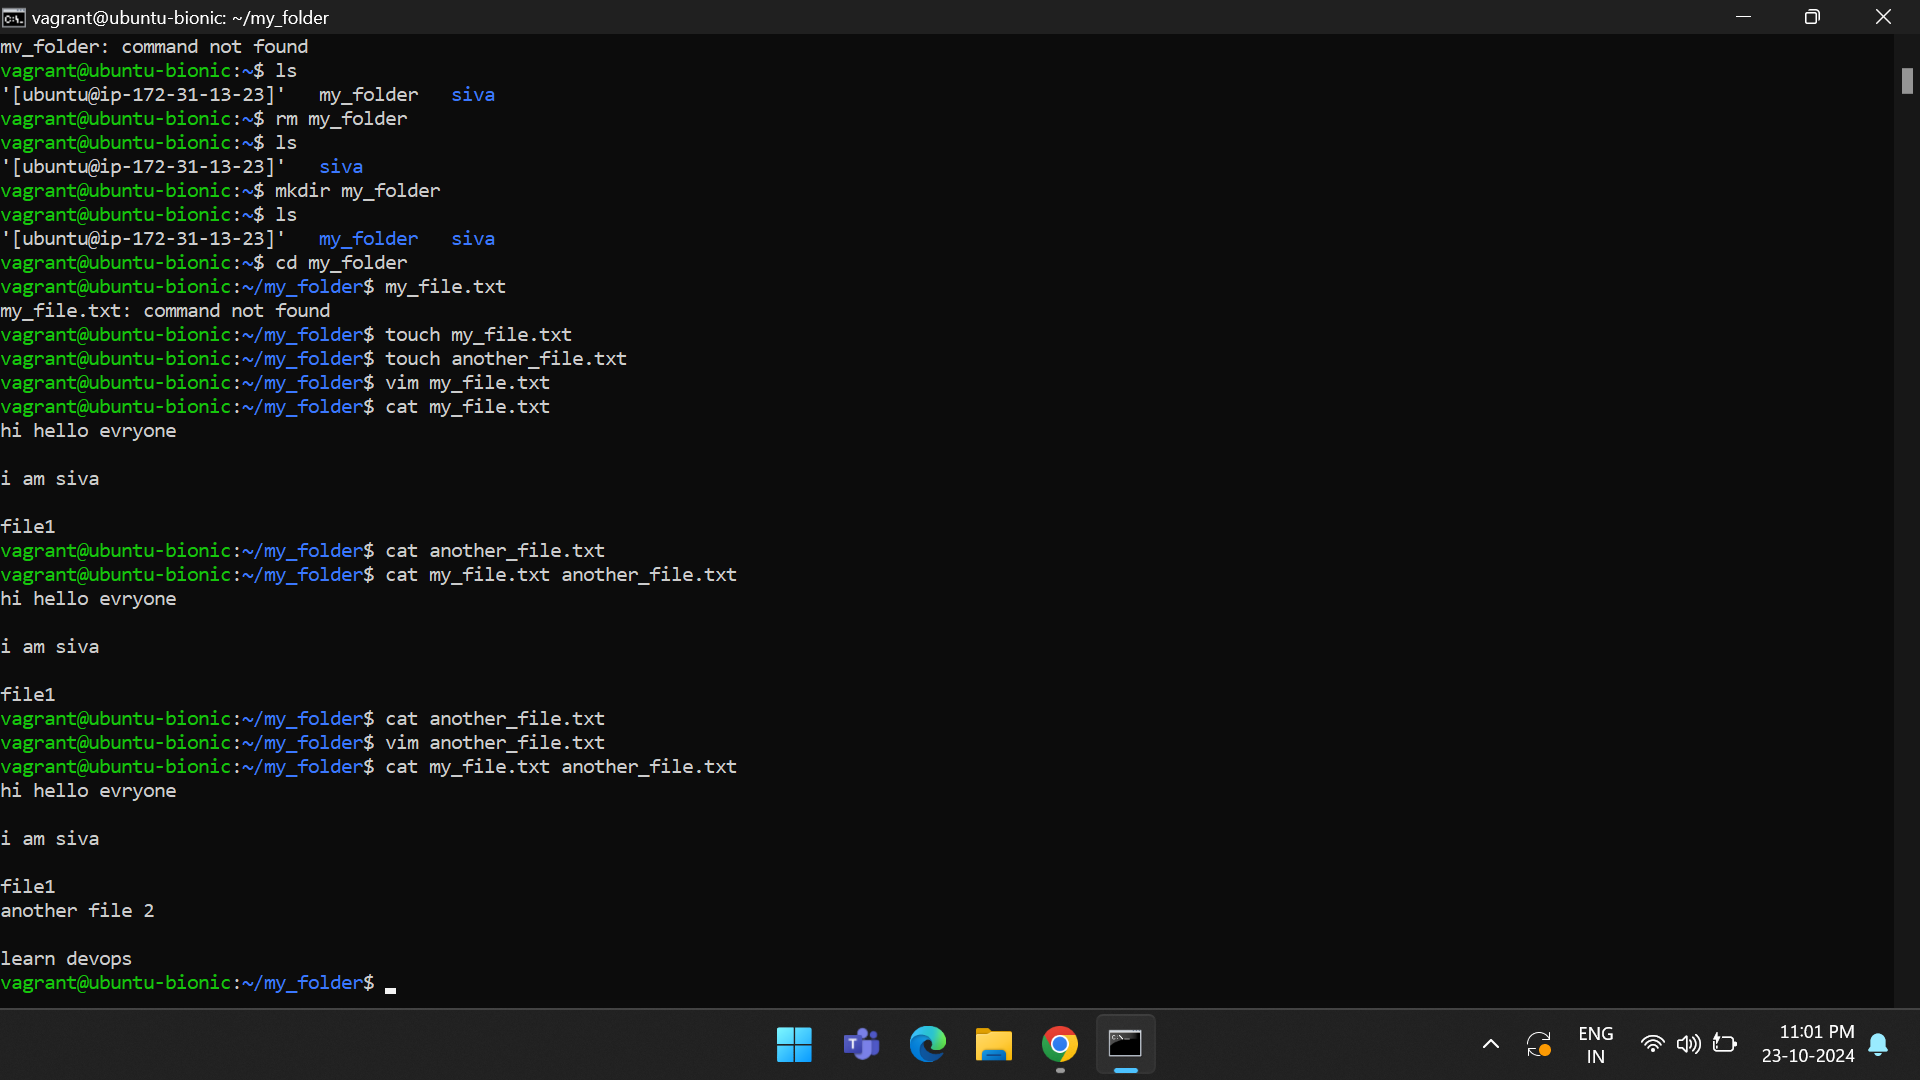 vagrant@ubuntu-bionic: ~/my_folder
mv_folder: command not found
vagrant@ubuntu-bionic:~$ ls
'[ubuntu@ip-172-31-13-23]'   my_folder   siva
vagrant@ubuntu-bionic:~$ rm my_folder
vagrant@ubuntu-bionic:~$ ls
'[ubuntu@ip-172-31-13-23]'   siva
vagrant@ubuntu-bionic:~$ mkdir my_folder
vagrant@ubuntu-bionic:~$ ls
'[ubuntu@ip-172-31-13-23]'   my_folder   siva
vagrant@ubuntu-bionic:~$ cd my_folder
vagrant@ubuntu-bionic:~/my_folder$ my_file.txt
my_file.txt: command not found
vagrant@ubuntu-bionic:~/my_folder$ touch my_file.txt
vagrant@ubuntu-bionic:~/my_folder$ touch another_file.txt
vagrant@ubuntu-bionic:~/my_folder$ vim my_file.txt
vagrant@ubuntu-bionic:~/my_folder$ cat my_file.txt
hi hello evryone
i am siva
file1
vagrant@ubuntu-bionic:~/my_folder$ cat another_file.txt
vagrant@ubuntu-bionic:~/my_folder$ cat my_file.txt another_file.txt
hi hello evryone
i am siva
file1
vagrant@ubuntu-bionic:~/my_folder$ cat another_file.txt
vagrant@ubuntu-bionic:~/my_folder$ vim another_file.txt
vagrant@ubuntu-bionic:~/my_folder$ cat my_file.txt another_file.txt
hi hello evryone
i am siva
file1
another file 2
learn devops
vagrant@ubuntu-bionic:~/my_folder$
ENG
IN
11:01 PM
23-10-2024